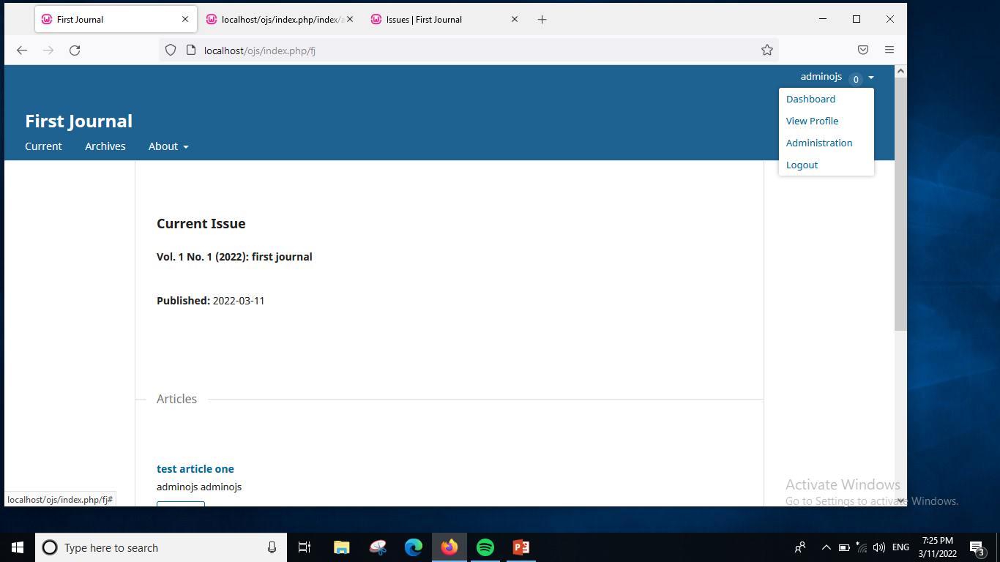 First Journal
localhost/ojs/index.php/index/a
Issues | First Journal
localhost/ojs/index.php/fj
adminojs 0
Dashboard
View Profile
Administration
Logout
First Journal
Current Archives About
Current Issue
Vol. 1 No. 1 (2022): first journal
Published: 2022-03-11
Articles
test article one
adminojs adminojs
localhost/ojs/index.php/fj#
Activate Windows
Go to Settings to activate Windows.
Type here to search
ENG
7:25 PM
3/11/2022
3